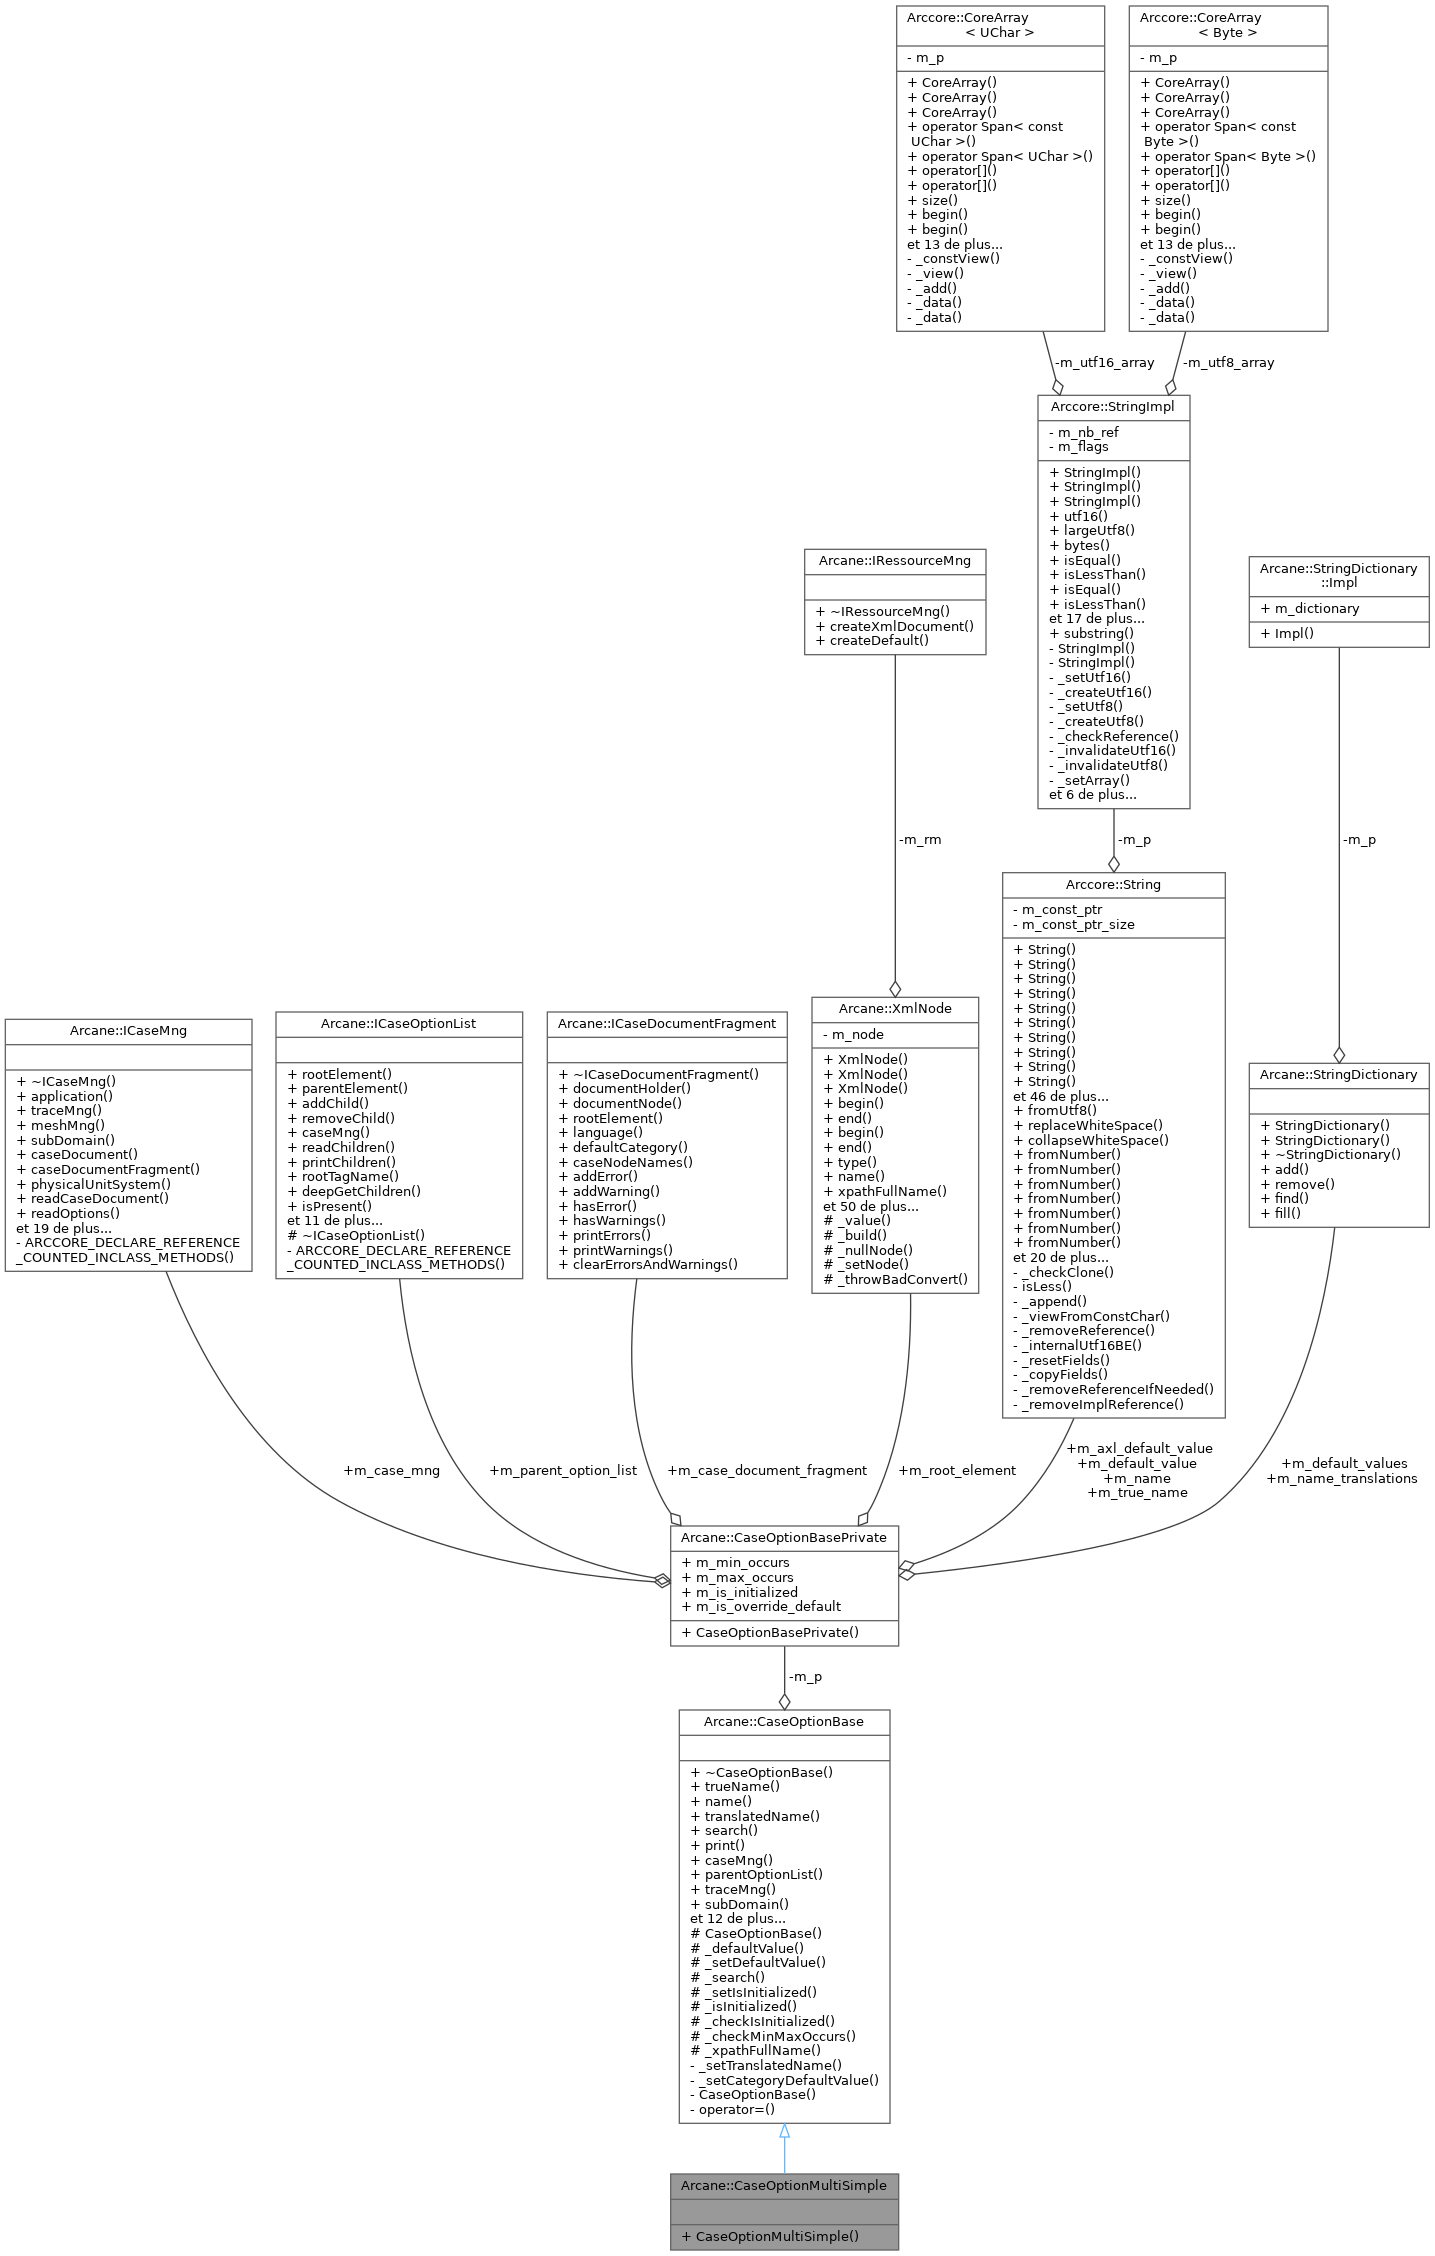 Arccore::CoreArray
< UChar >
- m_p
+ CoreArray()
+ CoreArray()
+ CoreArray()
+ operator Span< const
UChar >()
+ operator Span< UChar >()
+ operator[]()
+ operator[]()
+ size()
+ begin()
+ begin()
et 13 de plus...
- _constView()
- _view()
- _add()
- _data()
- _data()
Arccore::CoreArray
< Byte >
- m_p
+ CoreArray()
+ CoreArray()
+ CoreArray()
+ operator Span< const
Byte >()
+ operator Span< Byte >()
+ operator[]()
+ operator[]()
+ size()
+ begin()
+ begin()
et 13 de plus...
- _constView()
- _view()
- _add()
- _data()
- _data()
-m_utf16_array
-m_utf8_array
Arccore::StringImpl
- m_nb_ref
- m_flags
+ StringImpl()
+ StringImpl()
+ StringImpl()
+ utf16()
+ largeUtf8()
+ bytes()
+ isEqual()
+ isLessThan()
+ isEqual()
+ isLessThan()
et 17 de plus...
+ substring()
- StringImpl()
- StringImpl()
- _setUtf16()
- _createUtf16()
- _setUtf8()
- _createUtf8()
- _checkReference()
- _invalidateUtf16()
- _invalidateUtf8()
- _setArray()
et 6 de plus...
Arcane::IRessourceMng
+ ~IRessourceMng()
+ createXmlDocument()
+ createDefault()
Arcane::StringDictionary
::Impl
+ m_dictionary
+ Impl()
-m_rm
-m_p
-m_p
Arccore::String
- m_const_ptr
- m_const_ptr_size
+ String()
+ String()
+ String()
+ String()
+ String()
+ String()
+ String()
+ String()
+ String()
+ String()
et 46 de plus...
+ fromUtf8()
+ replaceWhiteSpace()
+ collapseWhiteSpace()
+ fromNumber()
+ fromNumber()
+ fromNumber()
+ fromNumber()
+ fromNumber()
+ fromNumber()
+ fromNumber()
et 20 de plus...
- _checkClone()
- isLess()
- _append()
- _viewFromConstChar()
- _removeReference()
- _internalUtf16BE()
- _resetFields()
- _copyFields()
- _removeReferenceIfNeeded()
- _removeImplReference()
Arcane::ICaseMng
+ ~ICaseMng()
+ application()
+ traceMng()
+ meshMng()
+ subDomain()
+ caseDocument()
+ caseDocumentFragment()
+ physicalUnitSystem()
+ readCaseDocument()
+ readOptions()
et 19 de plus...
- ARCCORE_DECLARE_REFERENCE
_COUNTED_INCLASS_METHODS()
Arcane::ICaseOptionList
+ rootElement()
+ parentElement()
+ addChild()
+ removeChild()
+ caseMng()
+ readChildren()
+ printChildren()
+ rootTagName()
+ deepGetChildren()
+ isPresent()
et 11 de plus...
# ~ICaseOptionList()
- ARCCORE_DECLARE_REFERENCE
_COUNTED_INCLASS_METHODS()
Arcane::ICaseDocumentFragment
+ ~ICaseDocumentFragment()
+ documentHolder()
+ documentNode()
+ rootElement()
+ language()
+ defaultCategory()
+ caseNodeNames()
+ addError()
+ addWarning()
+ hasError()
+ hasWarnings()
+ printErrors()
+ printWarnings()
+ clearErrorsAndWarnings()
Arcane::XmlNode
- m_node
+ XmlNode()
+ XmlNode()
+ XmlNode()
+ begin()
+ end()
+ begin()
+ end()
+ type()
+ name()
+ xpathFullName()
et 50 de plus...
# _value()
# _build()
# _nullNode()
# _setNode()
# _throwBadConvert()
Arcane::StringDictionary
+ StringDictionary()
+ StringDictionary()
+ ~StringDictionary()
+ add()
+ remove()
+ find()
+ fill()
+m_case_mng
+m_parent_option_list
+m_case_document_fragment
+m_root_element
+m_axl_default_value
+m_default_value
+m_name
+m_true_name
+m_default_values
+m_name_translations
Arcane::CaseOptionBasePrivate
+ m_min_occurs
+ m_max_occurs
+ m_is_initialized
+ m_is_override_default
+ CaseOptionBasePrivate()
-m_p
Arcane::CaseOptionBase
+ ~CaseOptionBase()
+ trueName()
+ name()
+ translatedName()
+ search()
+ print()
+ caseMng()
+ parentOptionList()
+ traceMng()
+ subDomain()
et 12 de plus...
# CaseOptionBase()
# _defaultValue()
# _setDefaultValue()
# _search()
# _setIsInitialized()
# _isInitialized()
# _checkIsInitialized()
# _checkMinMaxOccurs()
# _xpathFullName()
- _setTranslatedName()
- _setCategoryDefaultValue()
- CaseOptionBase()
- operator=()
Arcane::CaseOptionMultiSimple
+ CaseOptionMultiSimple()